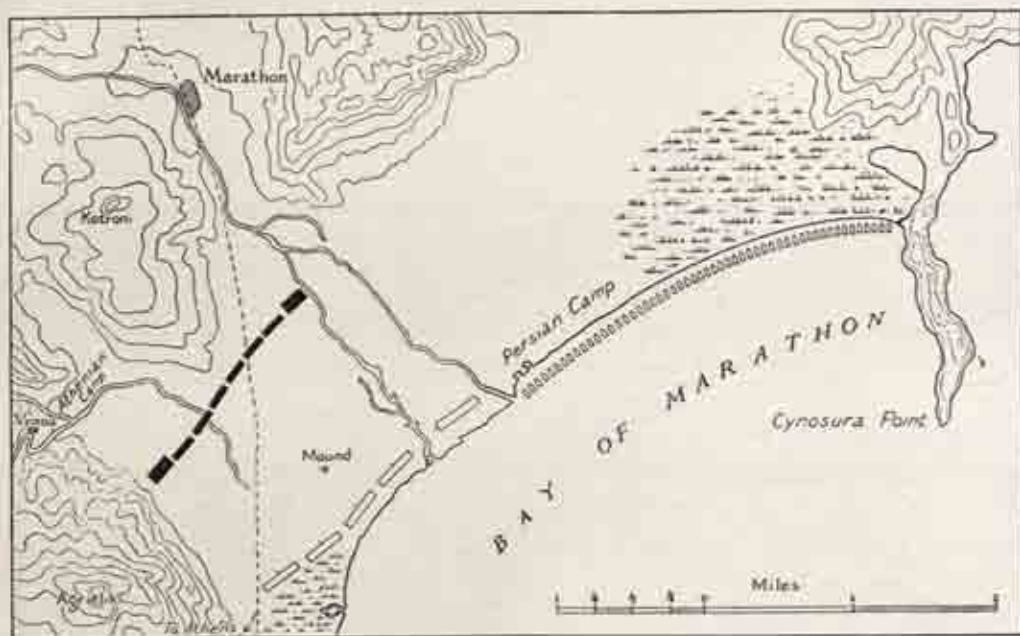 Marathon
Kotroni
Persian Camp
BAY OF MARATHON
Athenian Camp
Vrana
Cynosura Point
Mound
Miles
To Athens